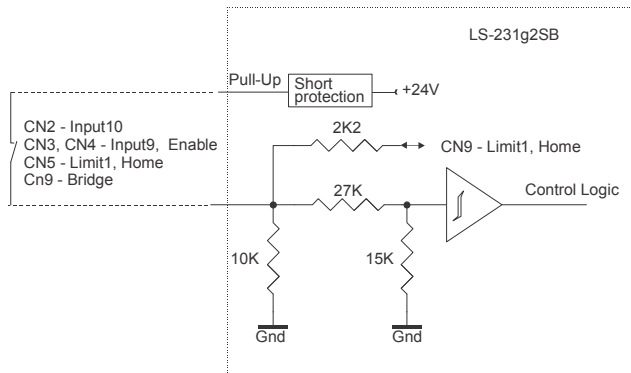 LS-231g2SB
Pull-Up
Short
protection
+24V
CN2 - Input10
CN3, CN4 - Input9, Enable
CN5 - Limit1, Home
Cn9 - Bridge
2K2
CN9 - Limit1, Home
27K
Control Logic
10K
15K
Gnd
Gnd